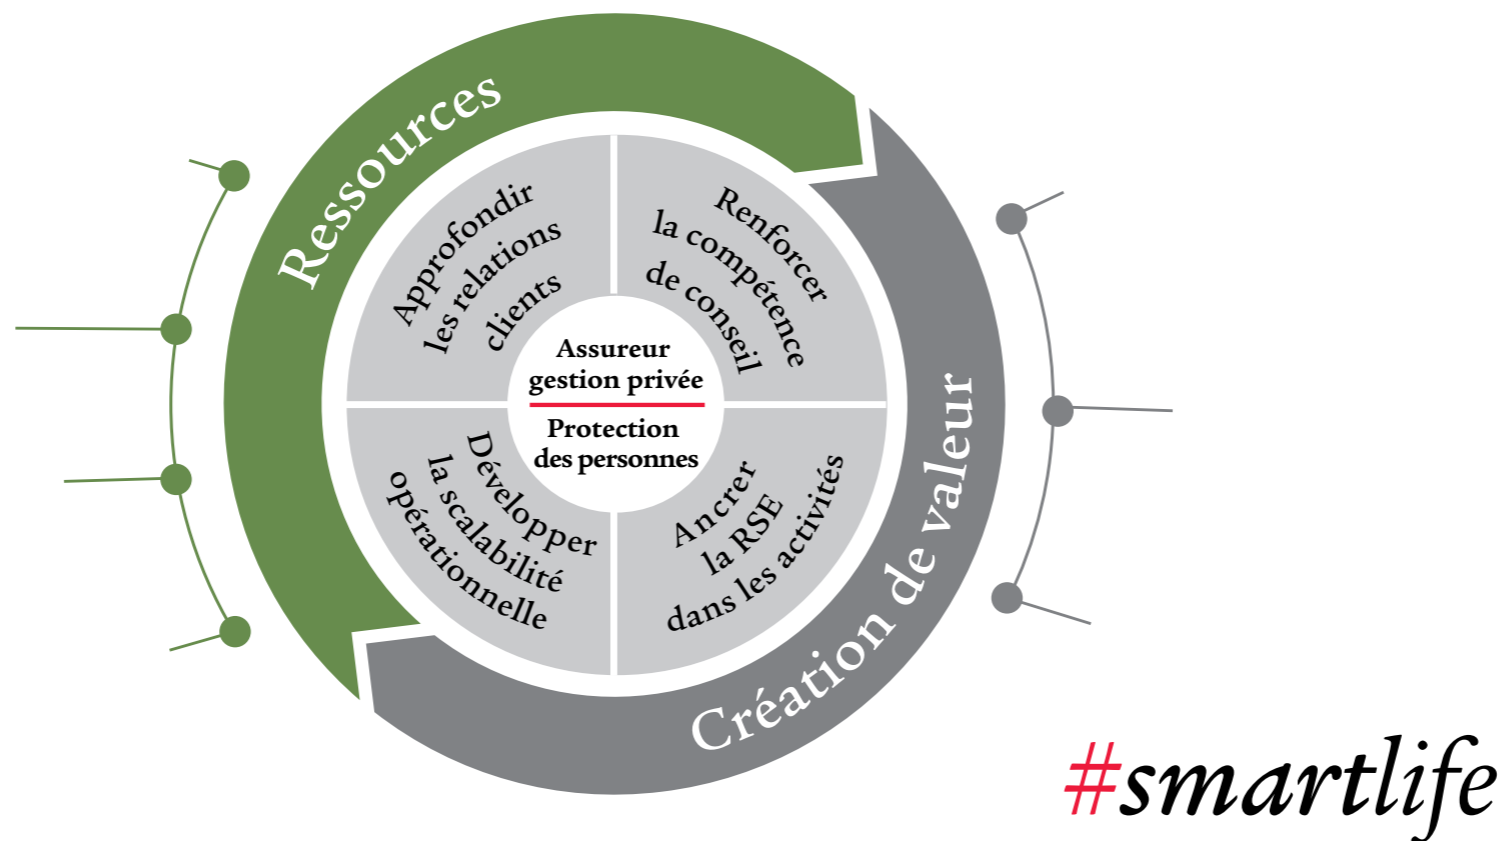 Ressources
Approfondir
les relations
clients
Renforcer
la compétence
de conseil
Assureur
gestion privée
Protection
des personnes
Développer
la scalabilité
opérationnelle
Ancrer
la RSE
dans les activités
Création de valeur
#smartlife